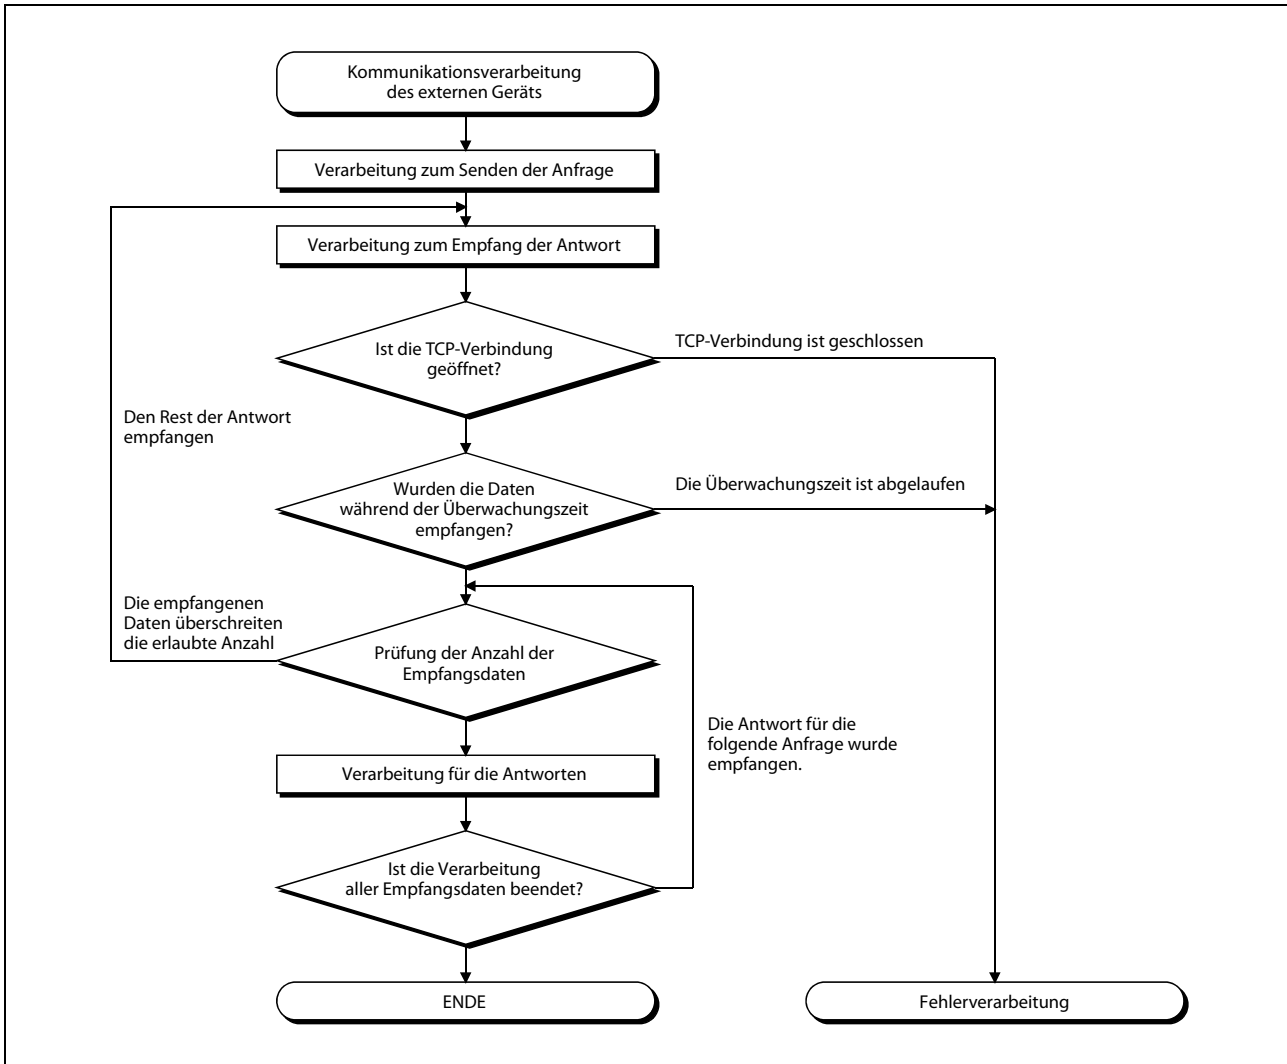 Kommunikationsverarbeitung
des externen Geräts
Verarbeitung zum Senden der Anfrage
Verarbeitung zum Empfang der Antwort
Ist die TCP-Verbindung
geöffnet?
TCP-Verbindung ist geschlossen
Den Rest der Antwort
empfangen
Wurden die Daten
während der Überwachungszeit
empfangen?
Die Überwachungszeit ist abgelaufen
Die empfangenen
Daten überschreiten
die erlaubte Anzahl
Prüfung der Anzahl der
Empfangsdaten
Die Antwort für die
folgende Anfrage wurde
empfangen.
Verarbeitung für die Antworten
Ist die Verarbeitung
aller Empfangsdaten beendet?
ENDE
Fehlerverarbeitung